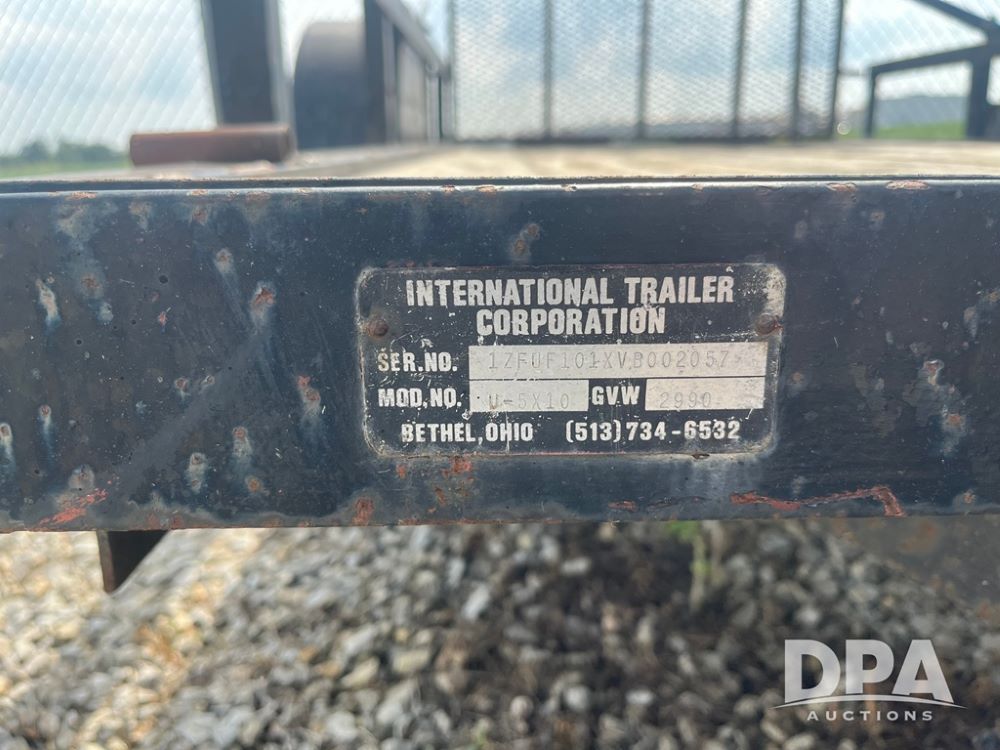 INTERNATIONAL TRAILER
CORPORATION
SER.NO. 1ZFUF101XVB002057
MOD.NO. U-5X10 GVW 2990
BETHEL, OHIO (513)734-6532
DPA
AUCTIONS